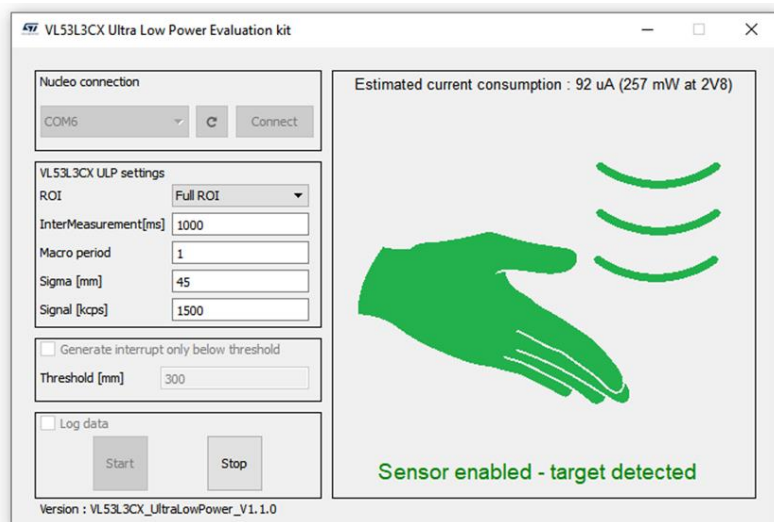 VL53L3CX Ultra Low Power Evaluation kit
Nudeo connection
COM6
Connect
VL53L3CX ULP settings
ROI Full ROI
InterMeasurement[ms] 1000
Macro period 1
Sigma [mm] 45
Signal [kcps] 1500
Generate interrupt only below threshold
Threshold [mm] 300
Log data
Start Stop
Version : VL53L3CX_UltraLowPower_V1.1.0
Estimated current consumption : 92 uA (257 mW at 2V8)
Sensor enabled - target detected